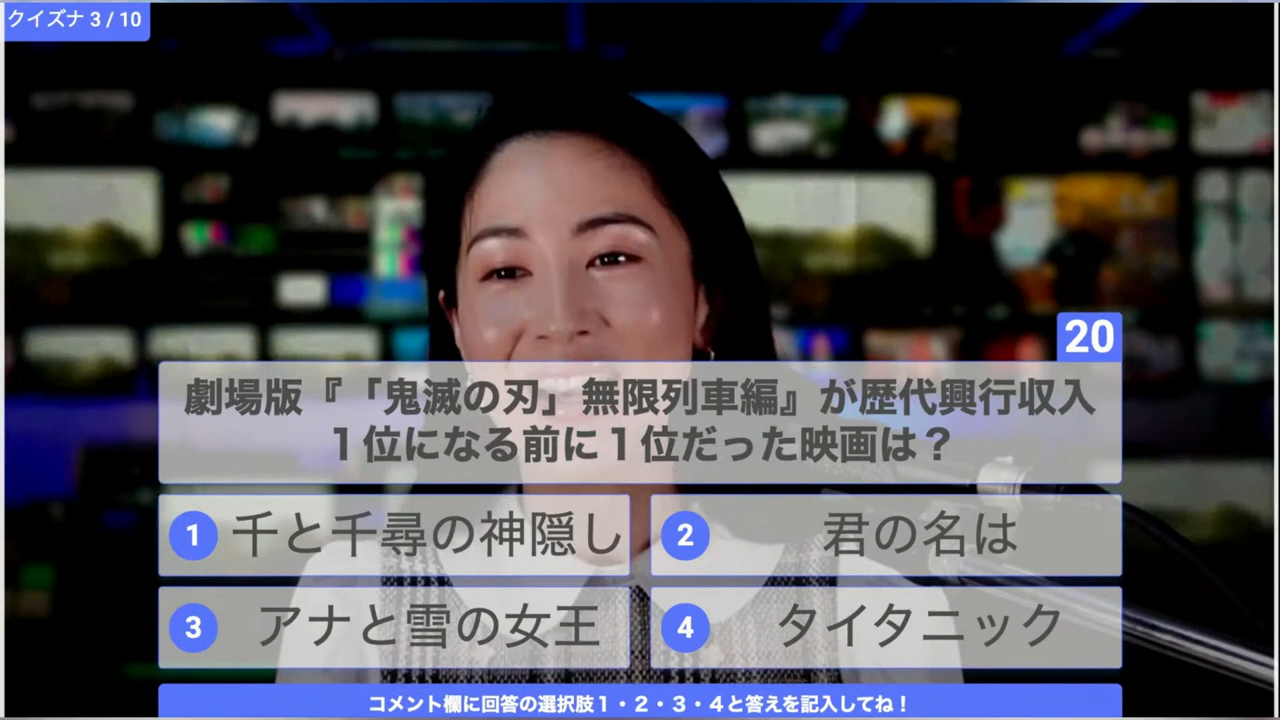 クイズナ 3 / 10
20
劇場版『「鬼滅の刃」無限列車編』が歴代興行収入
１位になる前に１位だった映画は？
1 千と千尋の神隠し
2 君の名は
3 アナと雪の女王
4 タイタニック
コメント欄に回答の選択肢１・２・３・４と答えを記入してね！